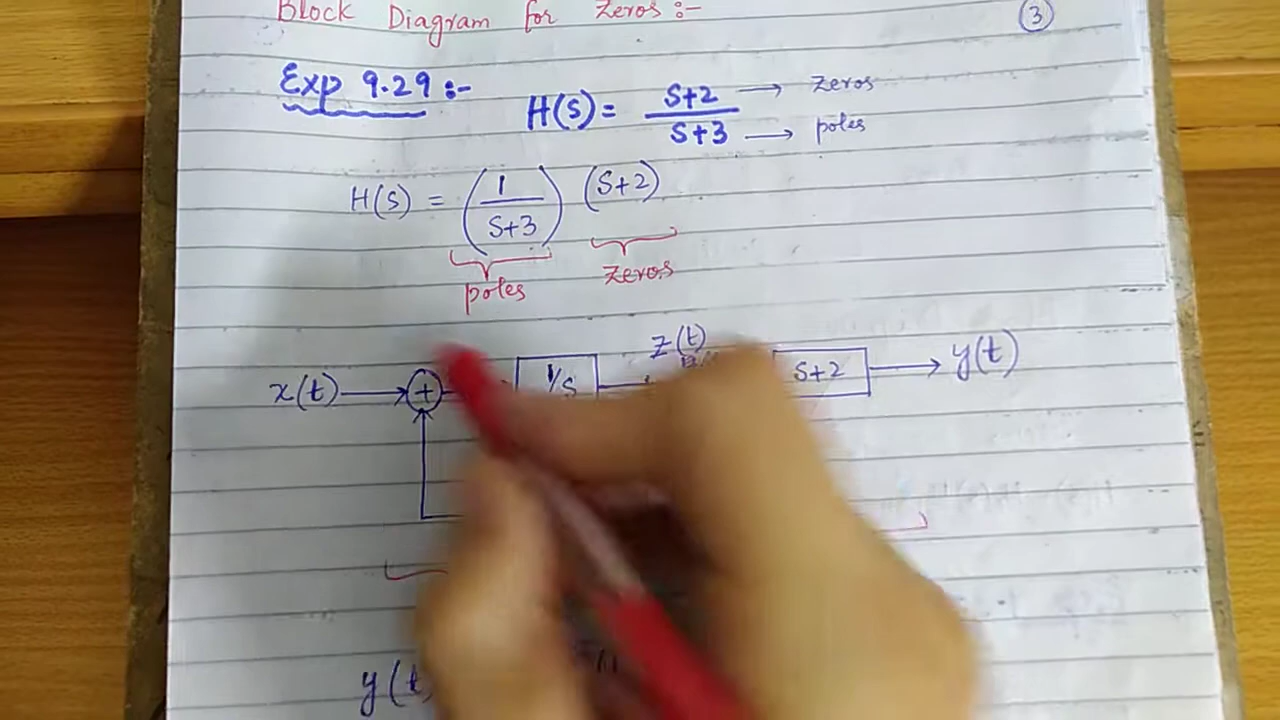 Block Diagram for Zeros :-
3
Exp 9.29 :-
H(s) = (s+2)/(s+3)
→ zeros
→ poles
H(s) = (1/(s+3)) (s+2)
poles
zeros
z(t)
x(t) → + 1/s → s+2 → y(t)
y(t